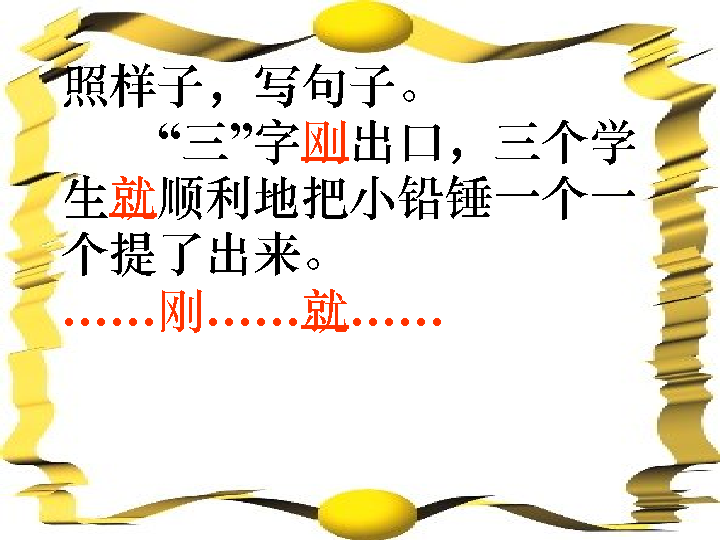 照样子，写句子。
“三”字刚出口，三个学
生就顺利地把小铅锤一个一
个提了出来。
……刚……就……